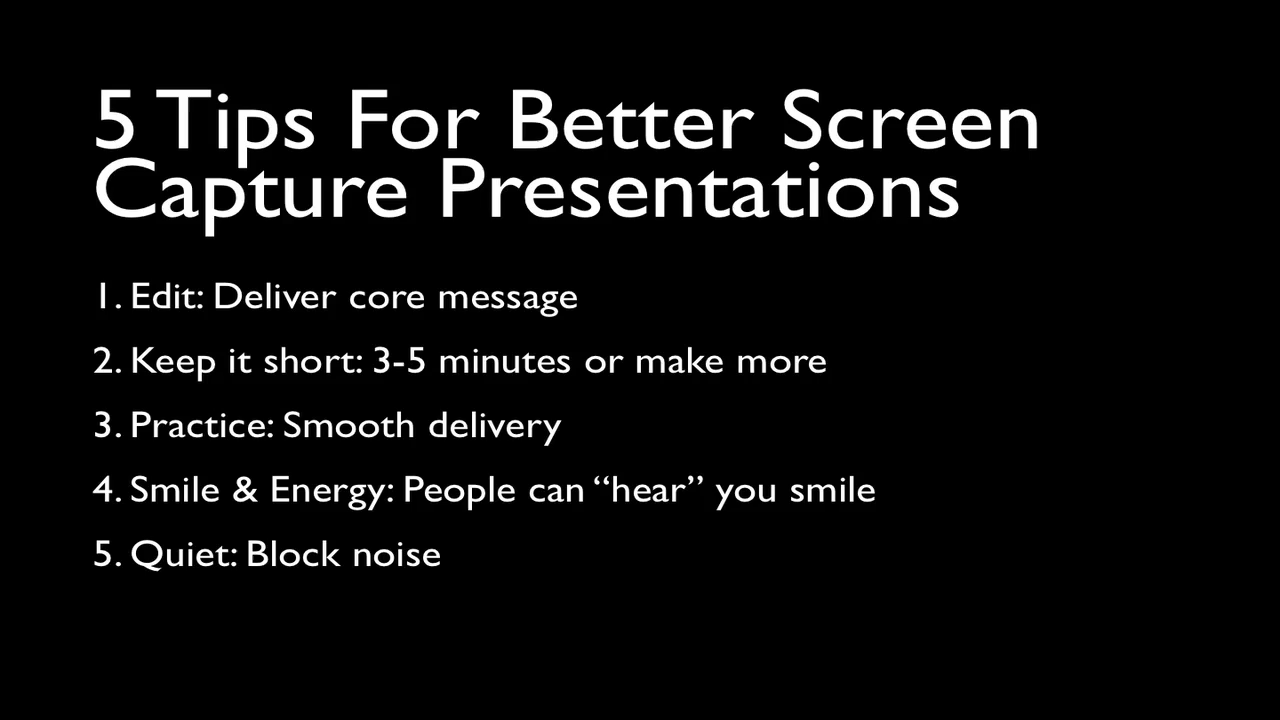 5 Tips For Better Screen
Capture Presentations
1. Edit: Deliver core message
2. Keep it short: 3-5 minutes or make more
3. Practice: Smooth delivery
4. Smile & Energy: People can “hear” you smile
5. Quiet: Block noise